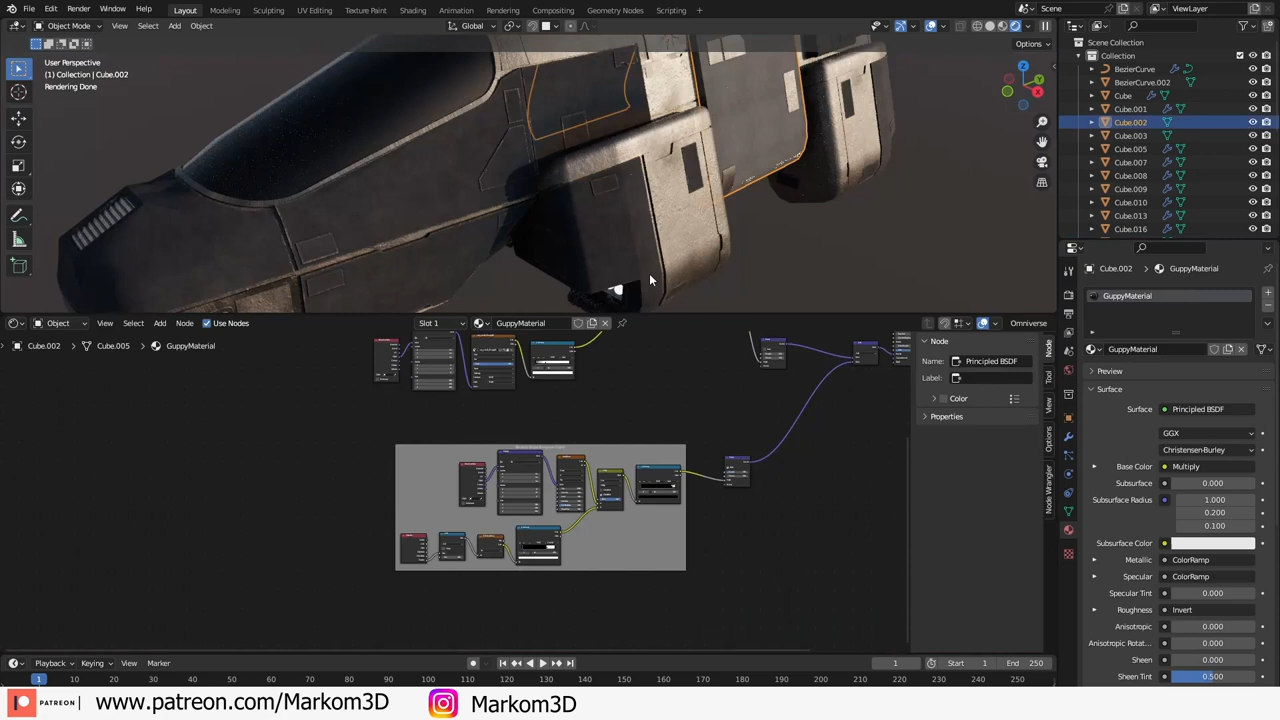 File Edit Render Window Help Layout Modeling Sculpting UV Editing Texture Paint Shading Animation Rendering Compositing Geometry Nodes Scripting + Scene ViewLayer
Object Mode View Select Add Object Global
Options
User Perspective
(1) Collection | Cube.002
Rendering Done
Z
Y
X
Scene Collection
Collection
BezierCurve
BezierCurve.002
Cube
Cube.001
Cube.002
Cube.003
Cube.005
Cube.007
Cube.008
Cube.009
Cube.010
Cube.013
Cube.016
Object View Select Add Node Use Nodes Slot 1 GuppyMaterial Omniverse
Cube.002 Cube.005 GuppyMaterial
Node
Name: Principled BSDF
Label:
Color
Properties
Node
Tool
View
Options
Node Wrangler
Cube.002 GuppyMaterial
GuppyMaterial
GuppyMaterial
Preview
Surface
Surface Principled BSDF
GGX
Christensen-Burley
Base Color Multiply
Subsurface 0.000
Subsurface Radius 1.000
0.200
0.100
Subsurface Color
Metallic ColorRamp
Specular ColorRamp
Specular Tint 0.000
Roughness Invert
Anisotropic 0.000
Anisotropic Rotat... 0.000
Sheen 0.000
Sheen Tint 0.500
Playback Keying View Marker 1 Start 1 End 250
1 10 20 30 40 50 60 70 80 90 100 110 120 130 140 150 160 170 180 190 200 210 220 230 240 250
PATREON www.patreon.com/Markom3D Markom3D